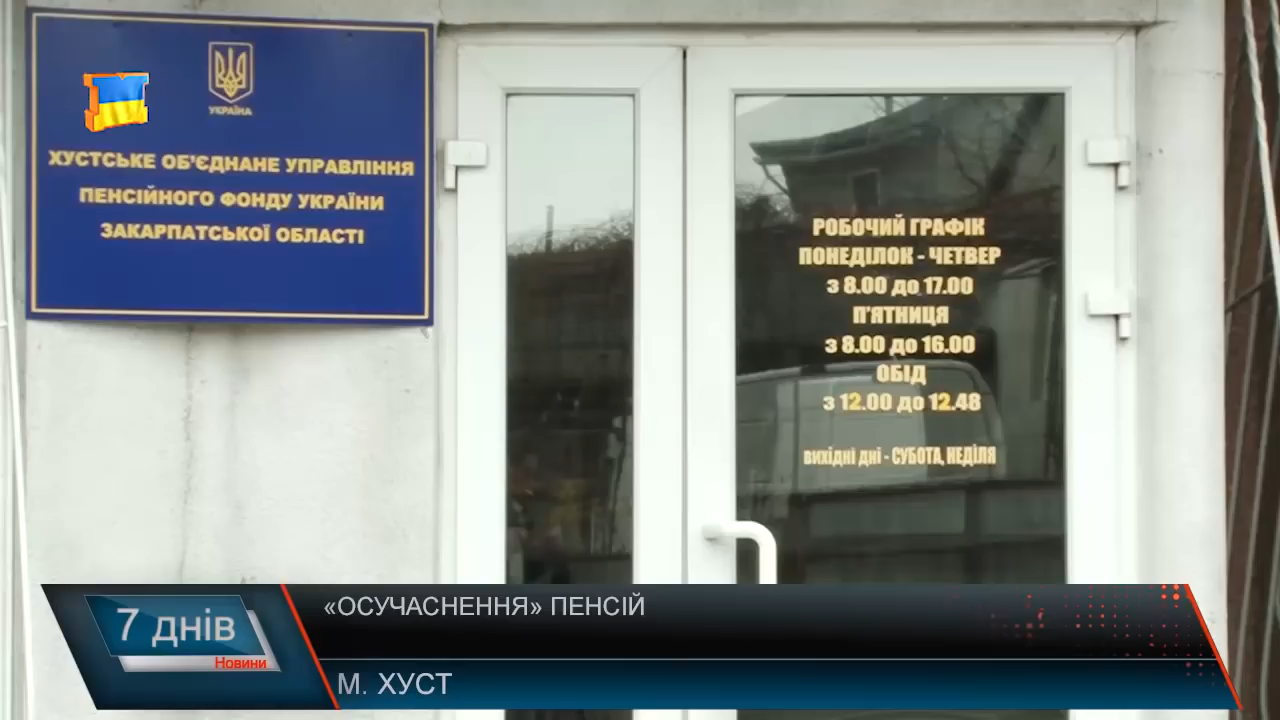 УКРАЇНА
ХУСТСЬКЕ ОБ'ЄДНАНЕ УПРАВЛІННЯ
ПЕНСІЙНОГО ФОНДУ УКРАЇНИ
ЗАКАРПАТСЬКОЇ ОБЛАСТІ
РОБОЧИЙ ГРАФІК
ПОНЕДІЛОК - ЧЕТВЕР
з 8.00 до 17.00
П'ЯТНИЦЯ
з 8.00 до 16.00
ОБІД
з 12.00 до 12.48
вихідні дні - СУБОТА, НЕДІЛЯ
7 днів
Новини
«ОСУЧАСНЕННЯ» ПЕНСІЙ
М. ХУСТ